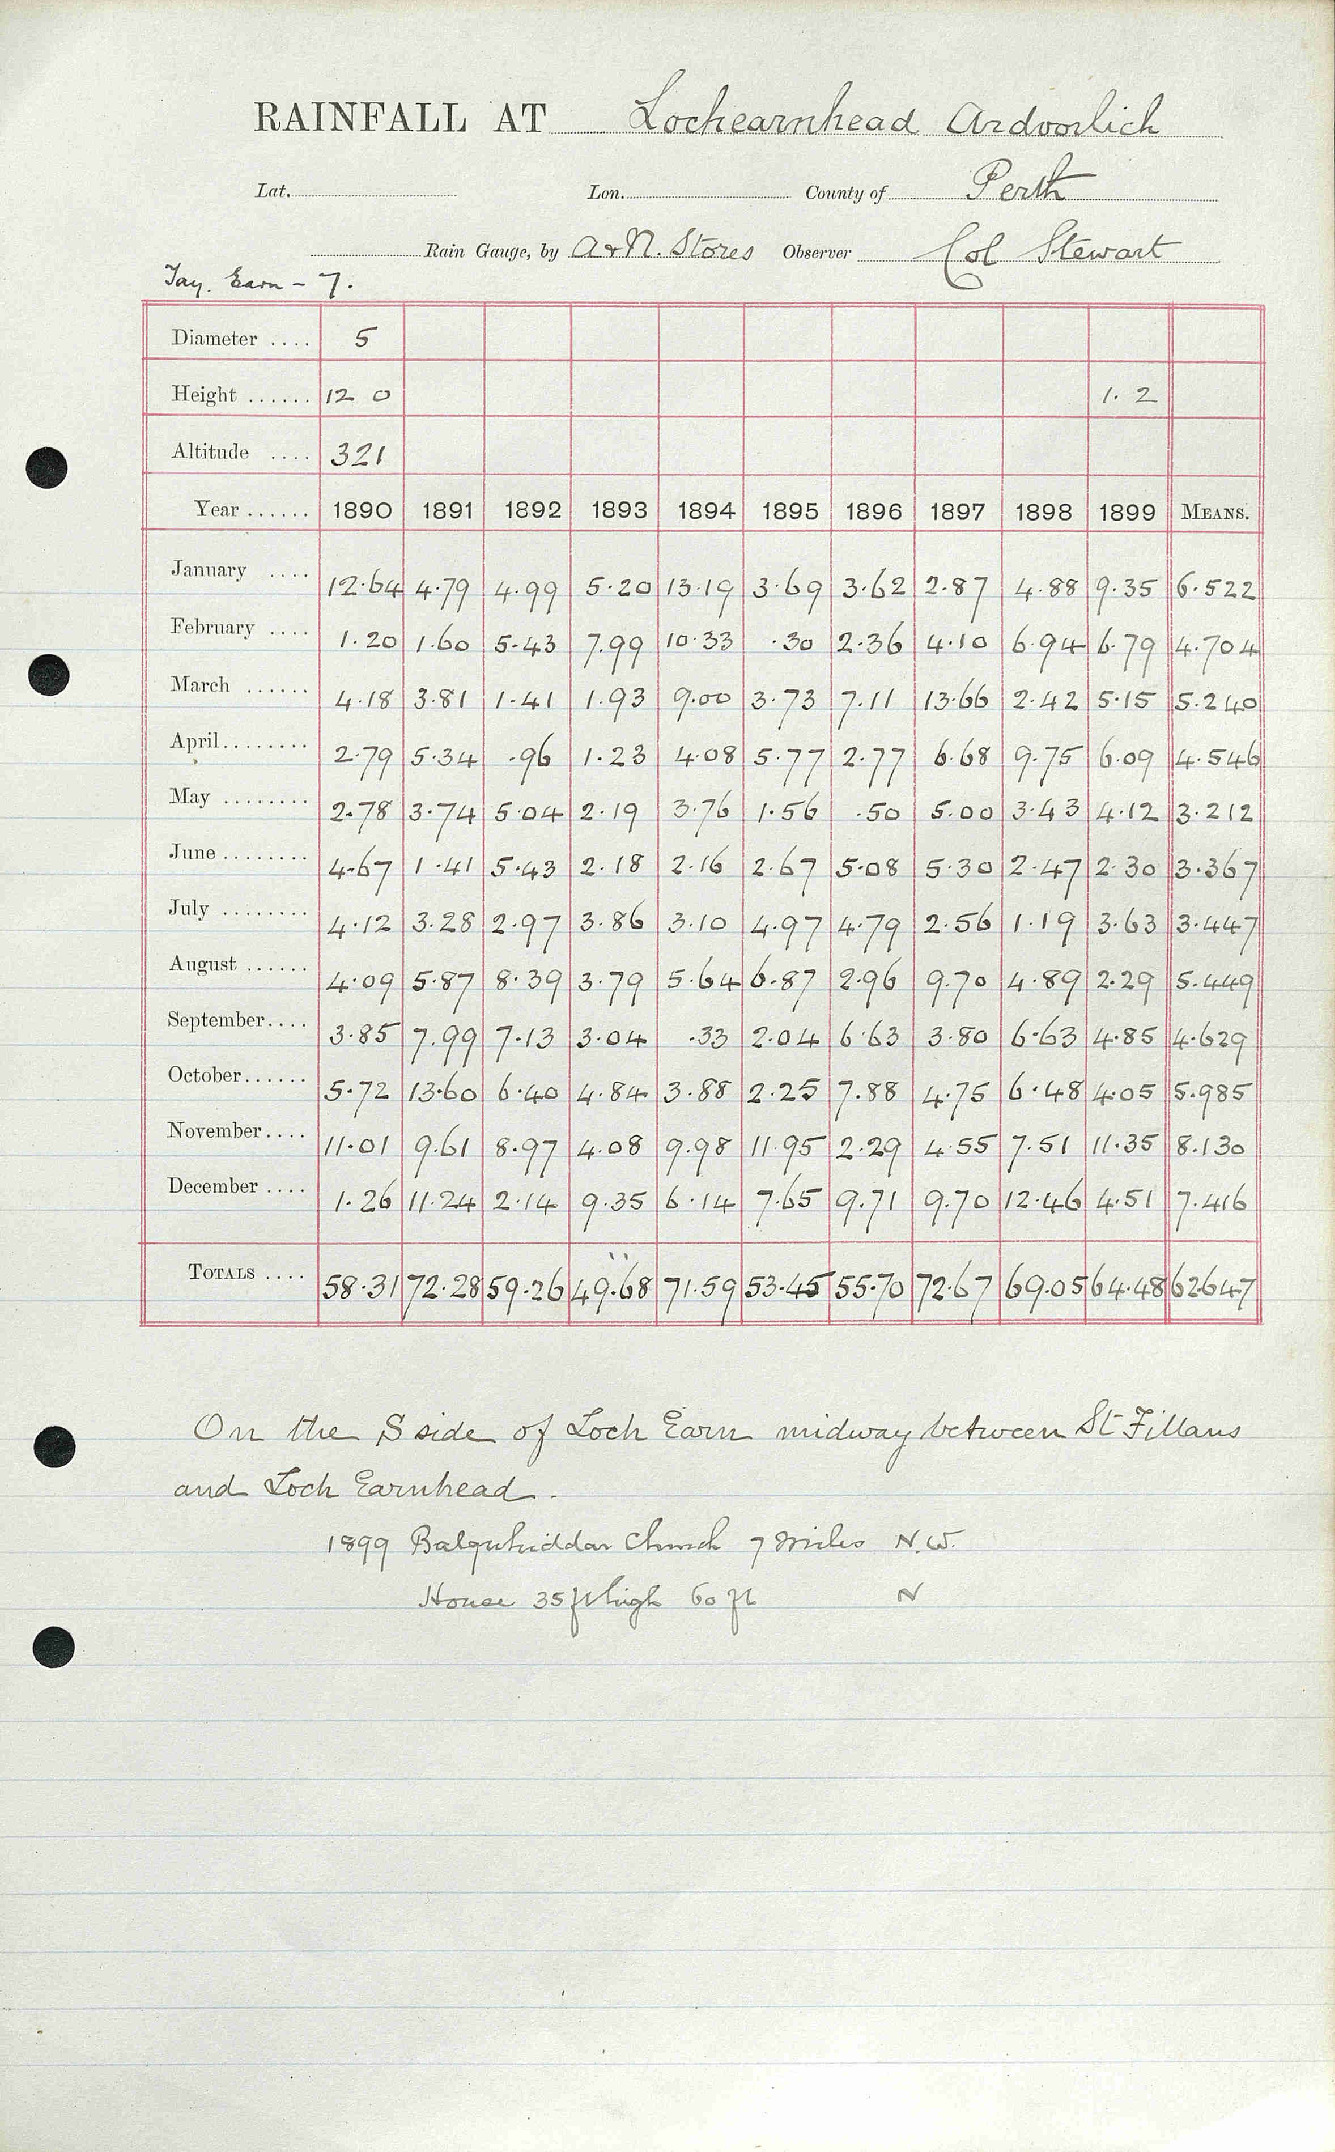 RAINFALL AT Lochearnhead Ardvorlich
Lat. Lon. County of Perth
Rain Gauge, by A & N. Stores Observer Col Stewart
Tay. Earn - 7.
Diameter .... 5
Height ...... 12 0 1. 2
Altitude .... 321
Year ...... 1890 1891 1892 1893 1894 1895 1896 1897 1898 1899 MEANS.
January .... 12.64 4.79 4.99 5.20 13.19 3.69 3.62 2.87 4.88 9.35 6.522
February .... 1.20 1.60 5.43 7.99 10.33 .30 2.36 4.10 6.94 6.79 4.704
March ...... 4.18 3.81 1.41 1.93 9.00 3.73 7.11 13.66 2.42 5.15 5.240
April........ 2.79 5.34 .96 1.23 4.08 5.77 2.77 6.68 9.75 6.09 4.546
May ........ 2.78 3.74 5.04 2.19 3.76 1.56 .50 5.00 3.43 4.12 3.212
June ........ 4.67 1.41 5.43 2.18 2.16 2.67 5.08 5.30 2.47 2.30 3.367
July ........ 4.12 3.28 2.97 3.86 3.10 4.97 4.79 2.56 1.19 3.63 3.447
August ...... 4.09 5.87 8.39 3.79 5.64 6.87 2.96 9.70 4.89 2.29 5.449
September.... 3.85 7.99 7.13 3.04 .33 2.04 6.63 3.80 6.63 4.85 4.629
October...... 5.72 13.60 6.40 4.84 3.88 2.25 7.88 4.75 6.48 4.05 5.985
November.... 11.01 9.61 8.97 4.08 9.98 11.95 2.29 4.55 7.51 11.35 8.130
December .... 1.26 11.24 2.14 9.35 6.14 7.65 9.71 9.70 12.46 4.51 7.416
TOTALS .... 58.31 72.28 59.26 49.68 71.59 53.45 55.70 72.67 69.05 64.48 62.647
On the S side of Loch Earn midway between St Fillans
and Loch Earnhead.
1899 Balquhiddar Church 7 miles N.W.
House 35 ft high 60 ft N